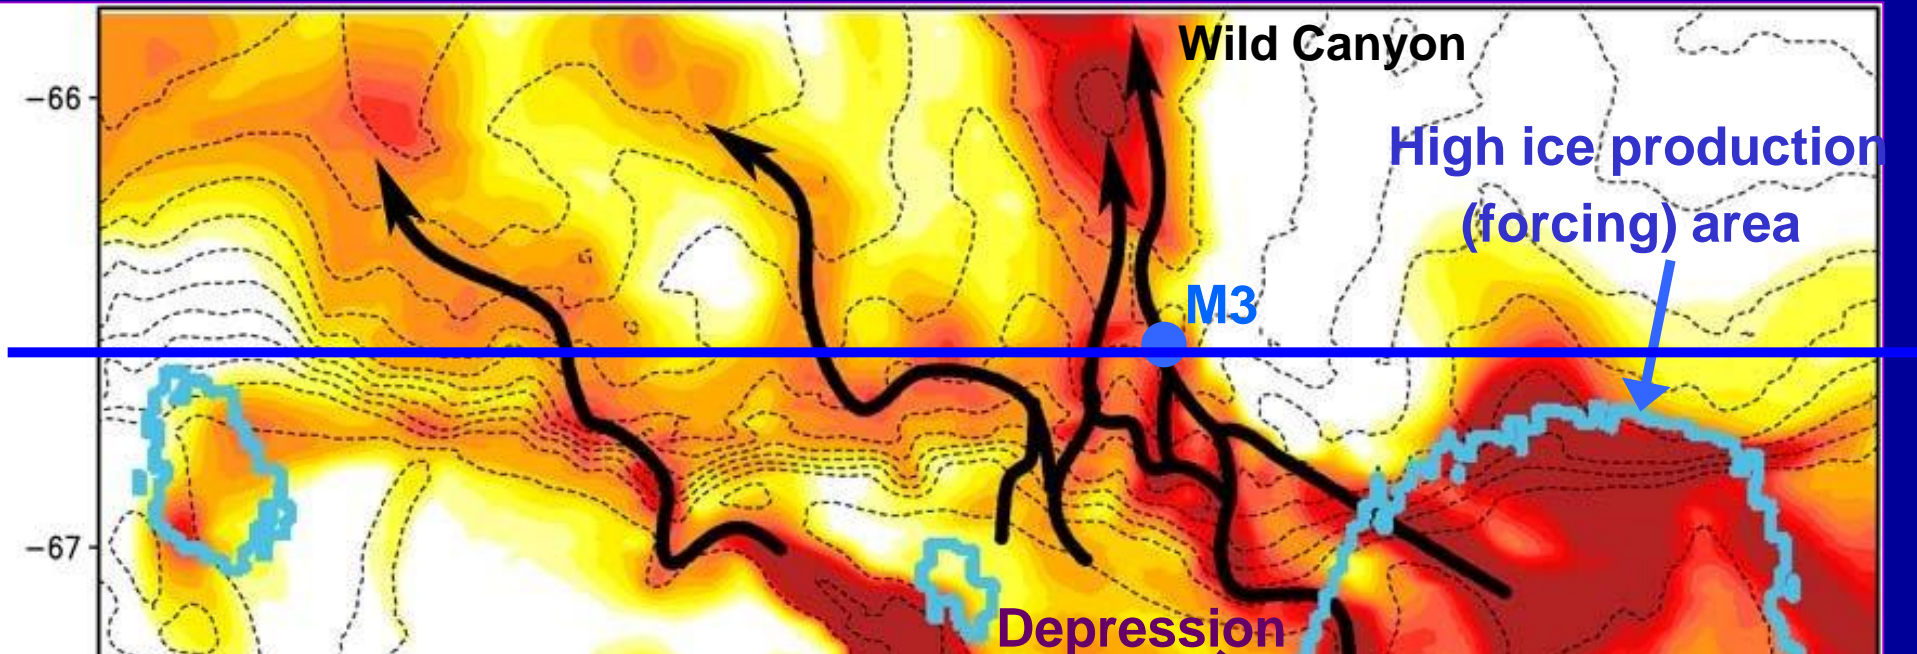 Wild Canyon
−66
High ice production
(forcing) area
M3
−67
Depression